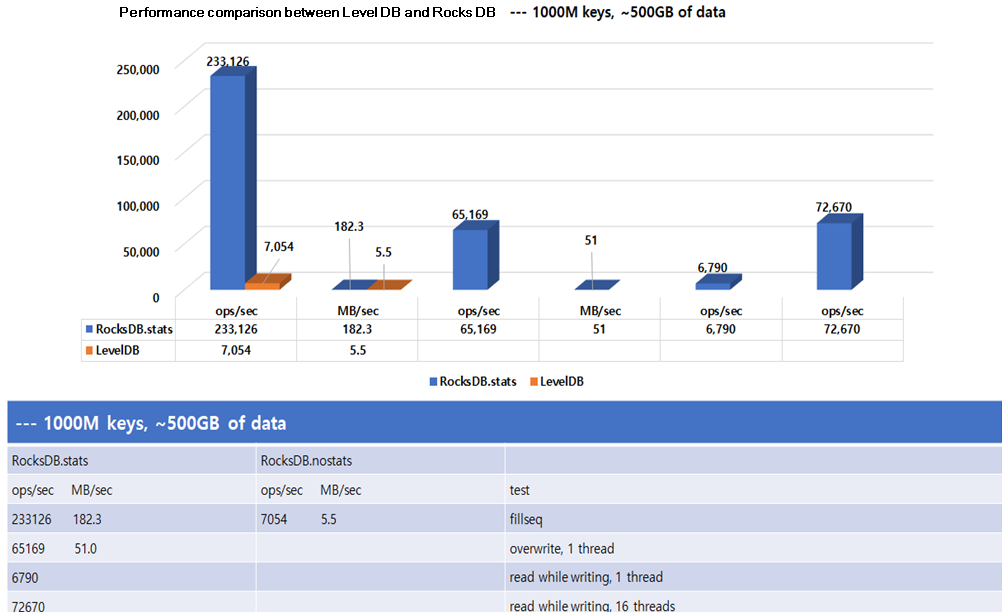 Performance comparison between Level DB and Rocks DB --- 1000M keys, ~500GB of data
250,000
200,000
150,000
100,000
50,000
0
233,126
7,054
182.3
5.5
65,169
51
6,790
72,670
ops/sec MB/sec ops/sec MB/sec ops/sec ops/sec
RocksDB.stats 233,126 182.3 65,169 51 6,790 72,670
LevelDB 7,054 5.5
RocksDB.stats LevelDB
--- 1000M keys, ~500GB of data
RocksDB.stats RocksDB.nostats
ops/sec MB/sec ops/sec MB/sec test
233126 182.3 7054 5.5 fillseq
65169 51.0 overwrite, 1 thread
6790 read while writing, 1 thread
72670 read while writing, 16 threads